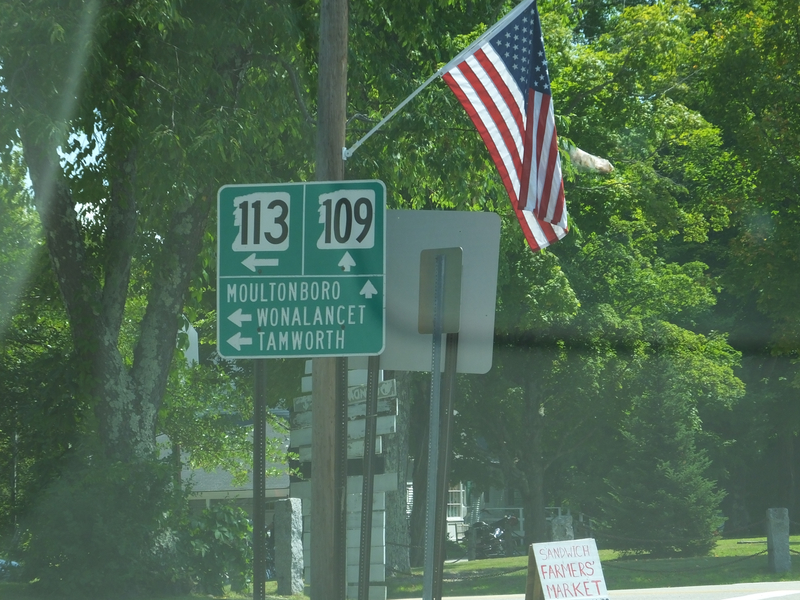 113 109
MOULTONBORO
WONALANCET
TAMWORTH
SANDWICH
FARMERS'
MARKET